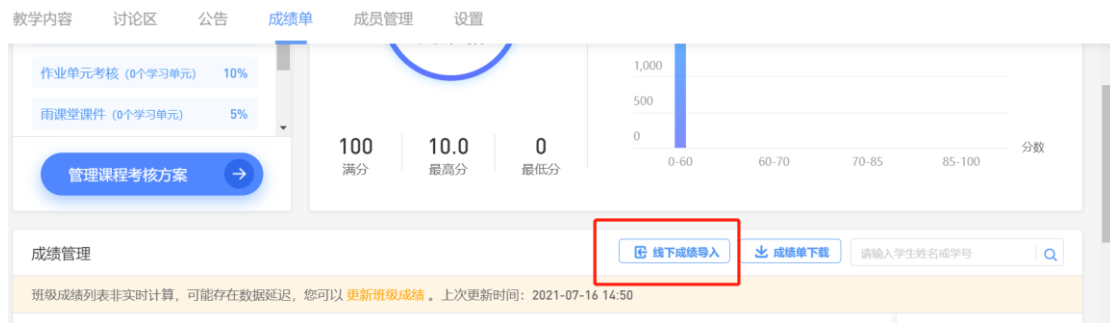 教学内容 讨论区 公告 成绩单 成员管理 设置
作业单元考核 (0个学习单元) 10%
雨课堂课件 (0个学习单元) 5%
管理课程考核方案
100 10.0 0
满分 最高分 最低分
1,000
500
0
0-60 60-70 70-85 85-100
分数
成绩管理
线下成绩导入 成绩单下载 请输入学生姓名或学号
班级成绩列表非实时计算，可能存在数据延迟，您可以 更新班级成绩 。上次更新时间：2021-07-16 14:50